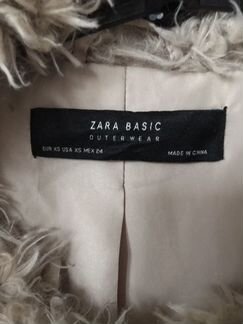 ZARA BASIC
OUTERWEAR
EUR XS USA XS MEX 24
MADE IN CHINA